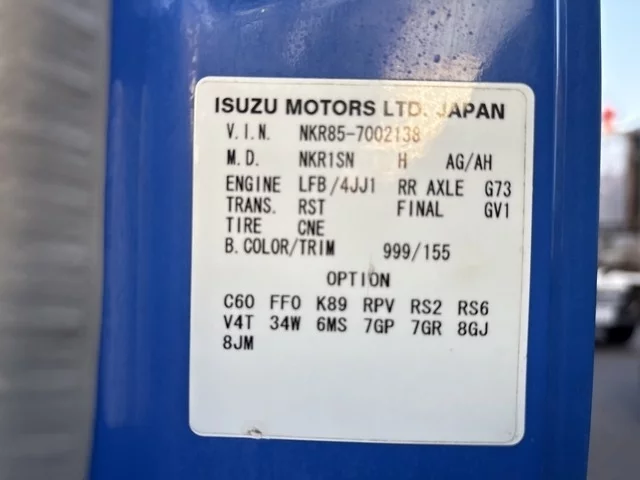 ISUZU MOTORS LTD. JAPAN
V.I.N. NKR85-7002138
M.D. NKR1SN H AG/AH
ENGINE LFB/4JJ1 RR AXLE G73
TRANS. RST FINAL GV1
TIRE CNE
B.COLOR/TRIM 999/155
OPTION
C60 FF0 K89 RPV RS2 RS6
V4T 34W 6MS 7GP 7GR 8GJ
8JM